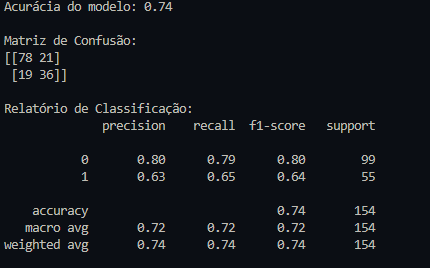 Acurácia do modelo: 0.74
Matriz de Confusão:
[[78 21]
[19 36]]
Relatório de Classificação:
precision recall f1-score support
0 0.80 0.79 0.80 99
1 0.63 0.65 0.64 55
accuracy 0.74 154
macro avg 0.72 0.72 0.72 154
weighted avg 0.74 0.74 0.74 154